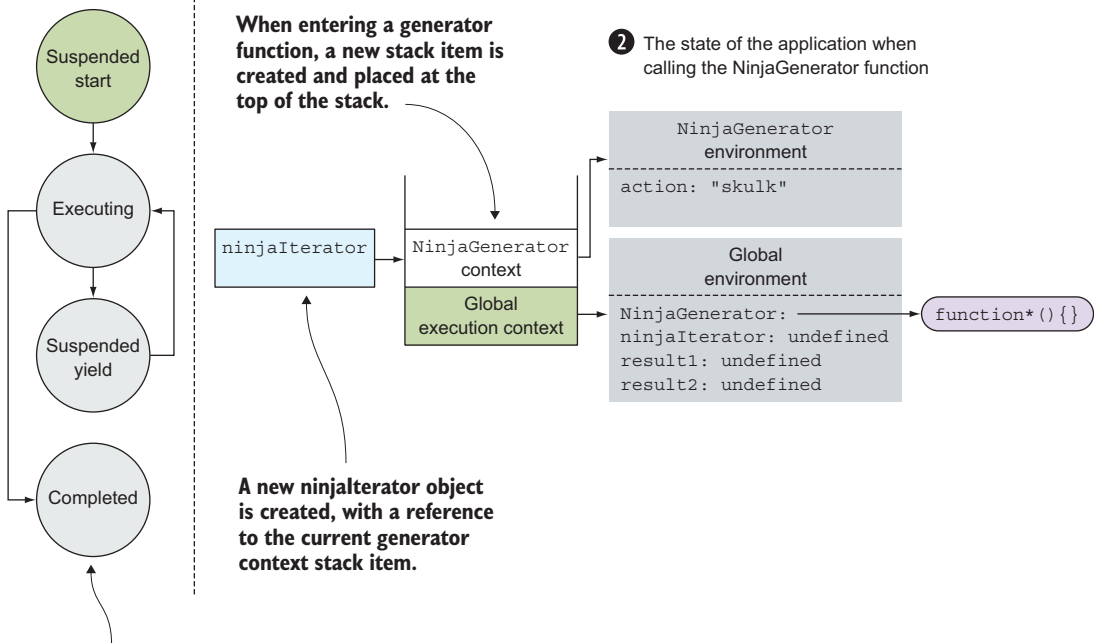 Suspended
start
Executing
Suspended
yield
Completed
When entering a generator
function, a new stack item is
created and placed at the
top of the stack.
2 The state of the application when
calling the NinjaGenerator function
ninjaIterator
NinjaGenerator
context
Global
execution context
NinjaGenerator
environment
action: "skulk"
Global
environment
NinjaGenerator:
ninjaIterator: undefined
result1: undefined
result2: undefined
function*(){}
A new ninjaIterator object
is created, with a reference
to the current generator
context stack item.